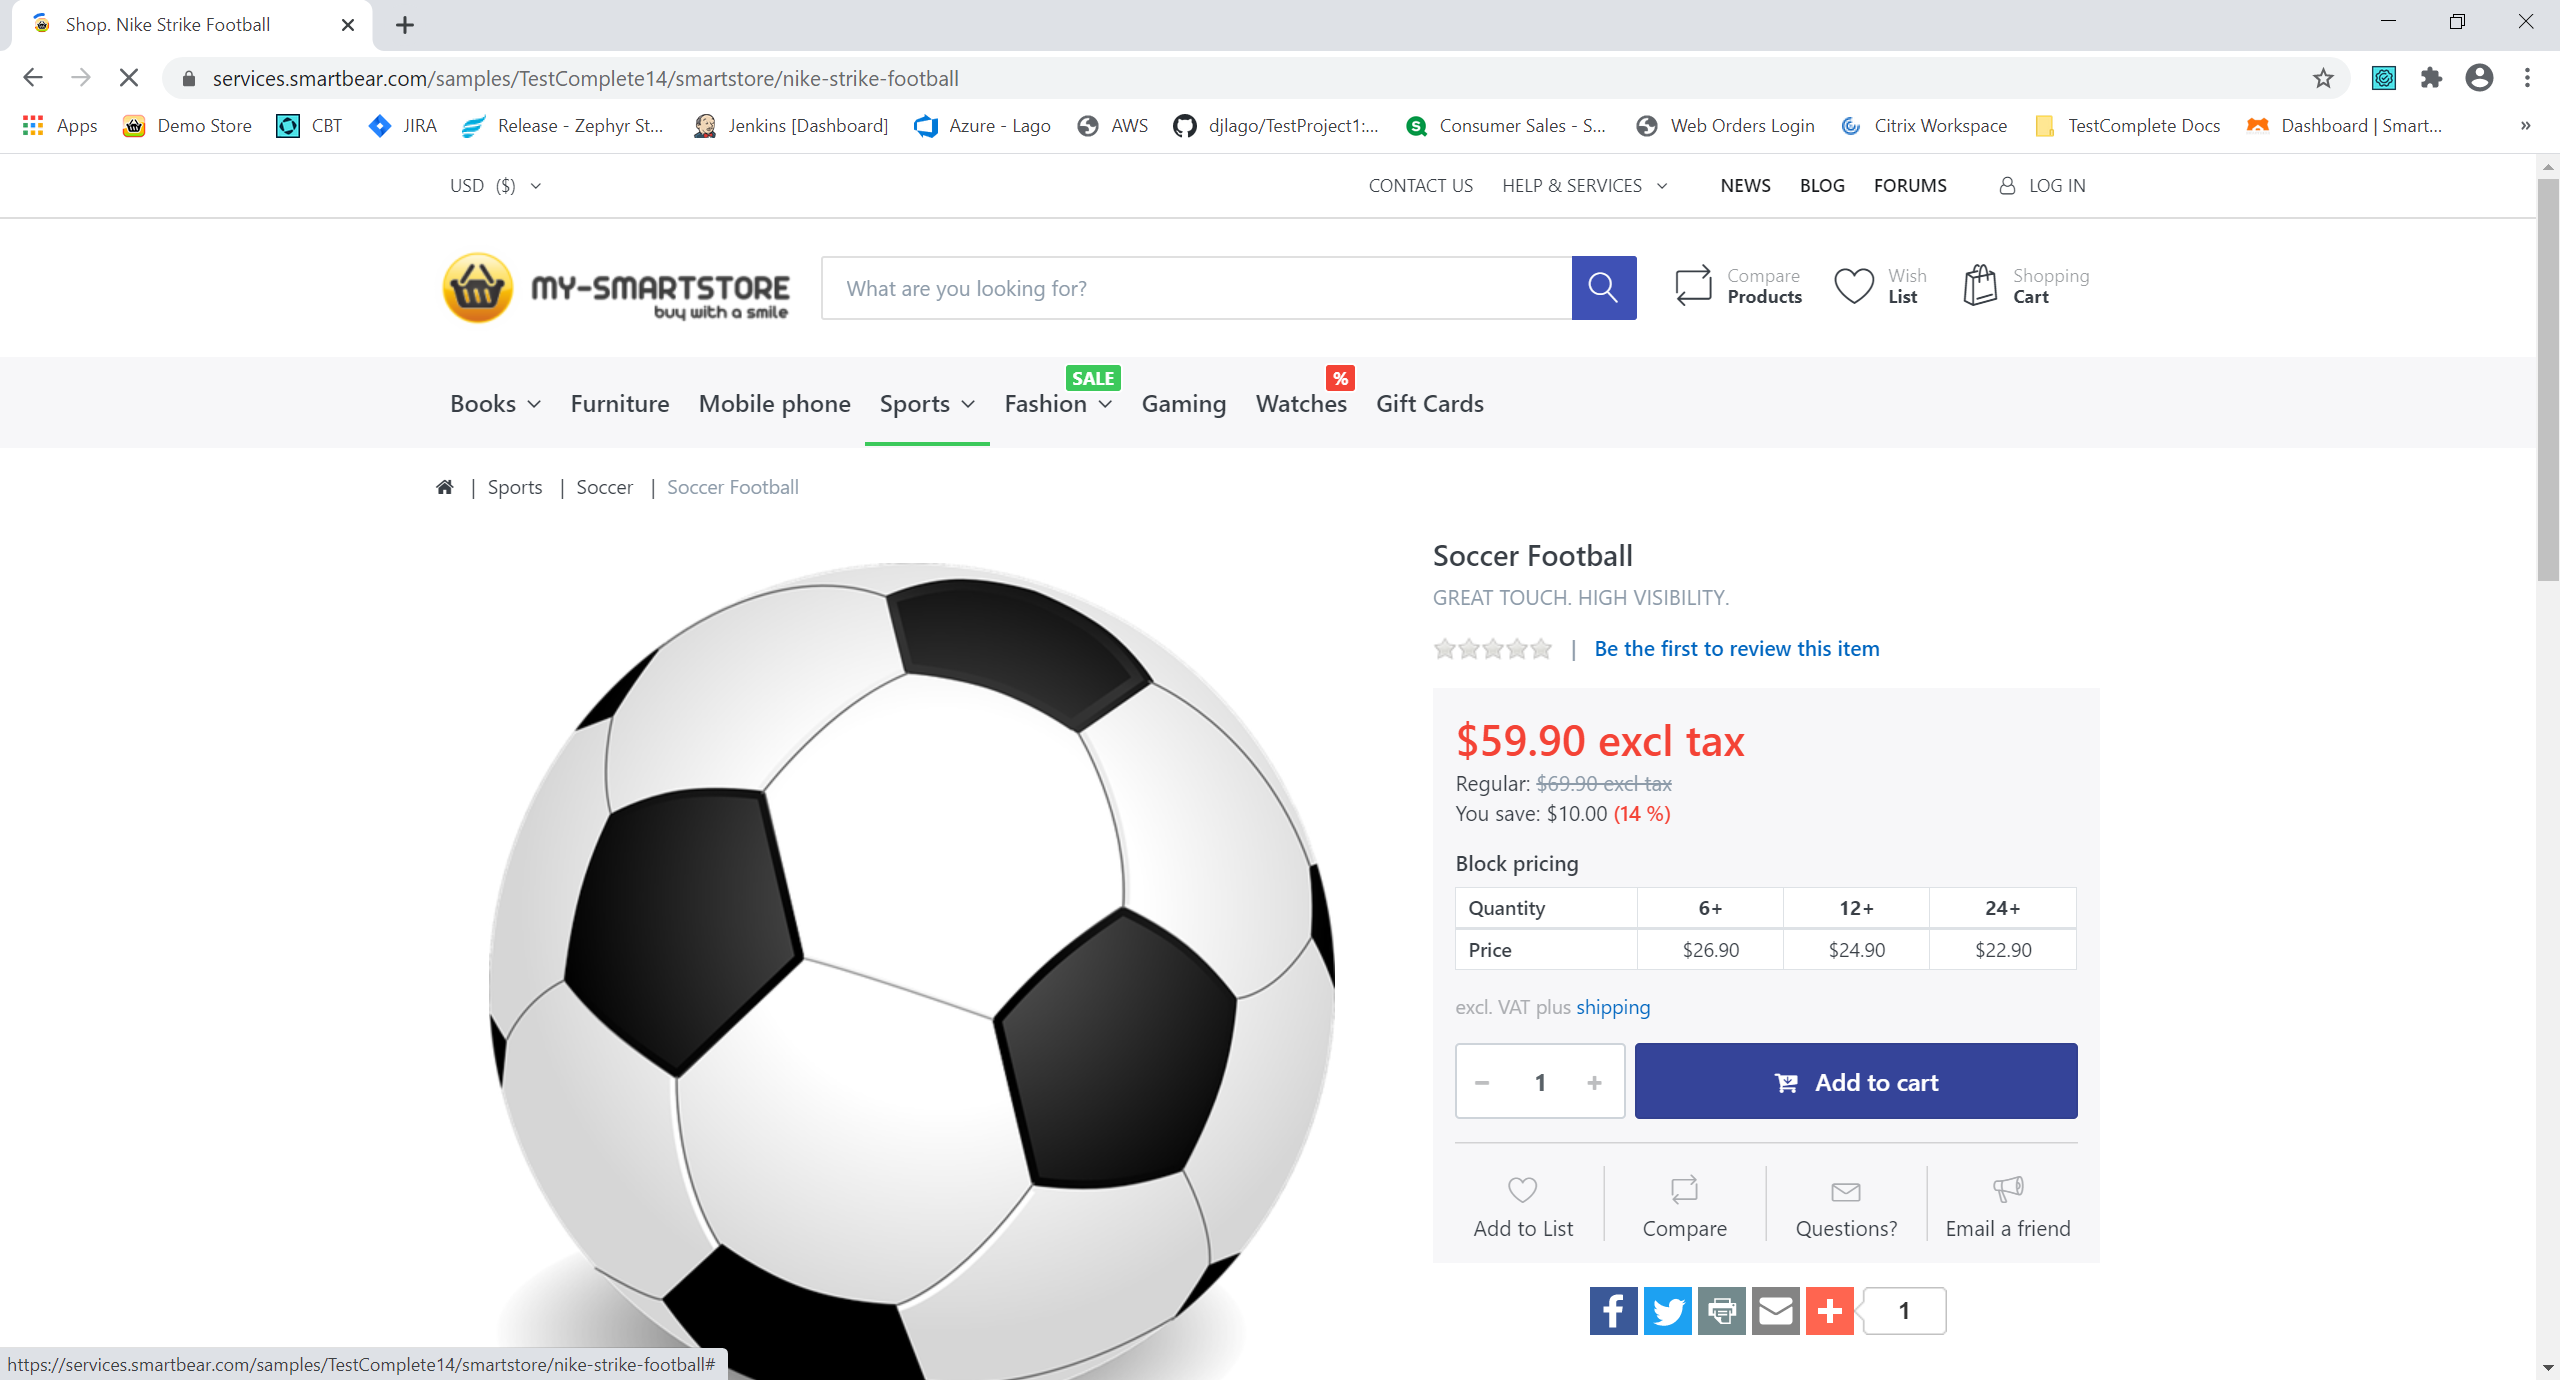 Shop. Nike Strike Football
services.smartbear.com/samples/TestComplete14/smartstore/nike-strike-football
Apps Demo Store CBT JIRA Release - Zephyr St... Jenkins [Dashboard] Azure - Lago AWS djlago/TestProject1:... Consumer Sales - S... Web Orders Login Citrix Workspace TestComplete Docs Dashboard | Smart... »
USD ($) CONTACT US HELP & SERVICES NEWS BLOG FORUMS LOG IN
MY-SMARTSTORE
buy with a smile
What are you looking for?
Compare
Products
Wish
List
Shopping
Cart
SALE %
Books Furniture Mobile phone Sports Fashion Gaming Watches Gift Cards
| Sports | Soccer | Soccer Football
Soccer Football
GREAT TOUCH. HIGH VISIBILITY.
| Be the first to review this item
$59.90 excl tax
Regular: $69.90 excl tax
You save: $10.00 (14 %)
Block pricing
Quantity 6+ 12+ 24+
Price $26.90 $24.90 $22.90
excl. VAT plus shipping
− 1 + Add to cart
Add to List Compare Questions? Email a friend
1
https://services.smartbear.com/samples/TestComplete14/smartstore/nike-strike-football#